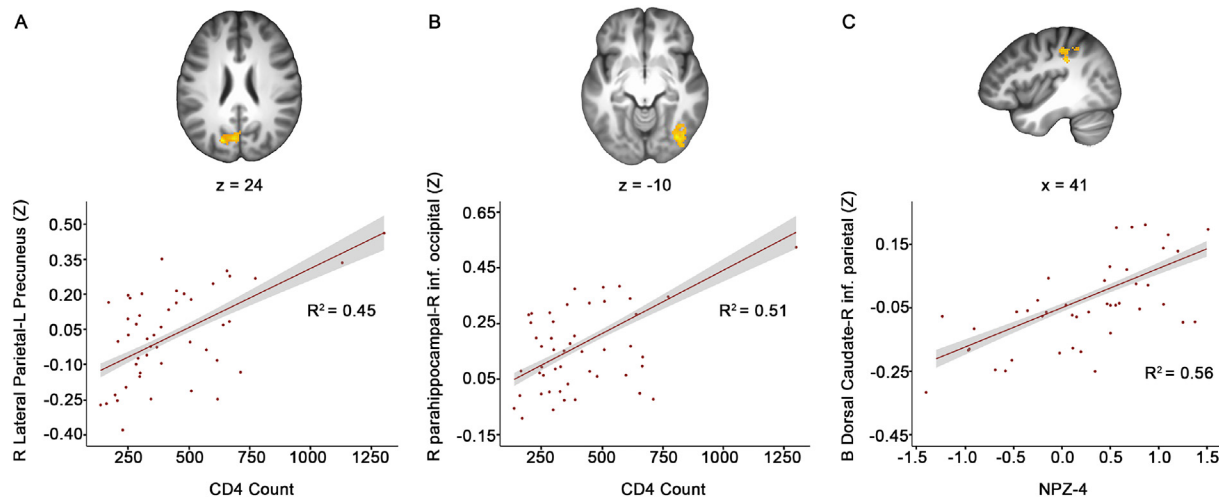 A
B
C
z = 24
z = -10
x = 41
R Lateral Parietal-L Precuneus (Z)
0.50
0.35
0.20
0.05
-0.10
-0.25
-0.40
R² = 0.45
250
500
750
1000
1250
CD4 Count
R parahippocampal-R inf. occipital (Z)
0.65
0.45
0.25
0.05
-0.15
R² = 0.51
250
500
750
1000
1250
CD4 Count
B Dorsal Caudate-R inf. parietal (Z)
0.15
-0.05
-0.25
-0.45
R² = 0.56
-1.5
-1.0
-0.5
0.0
0.5
1.0
1.5
NPZ-4